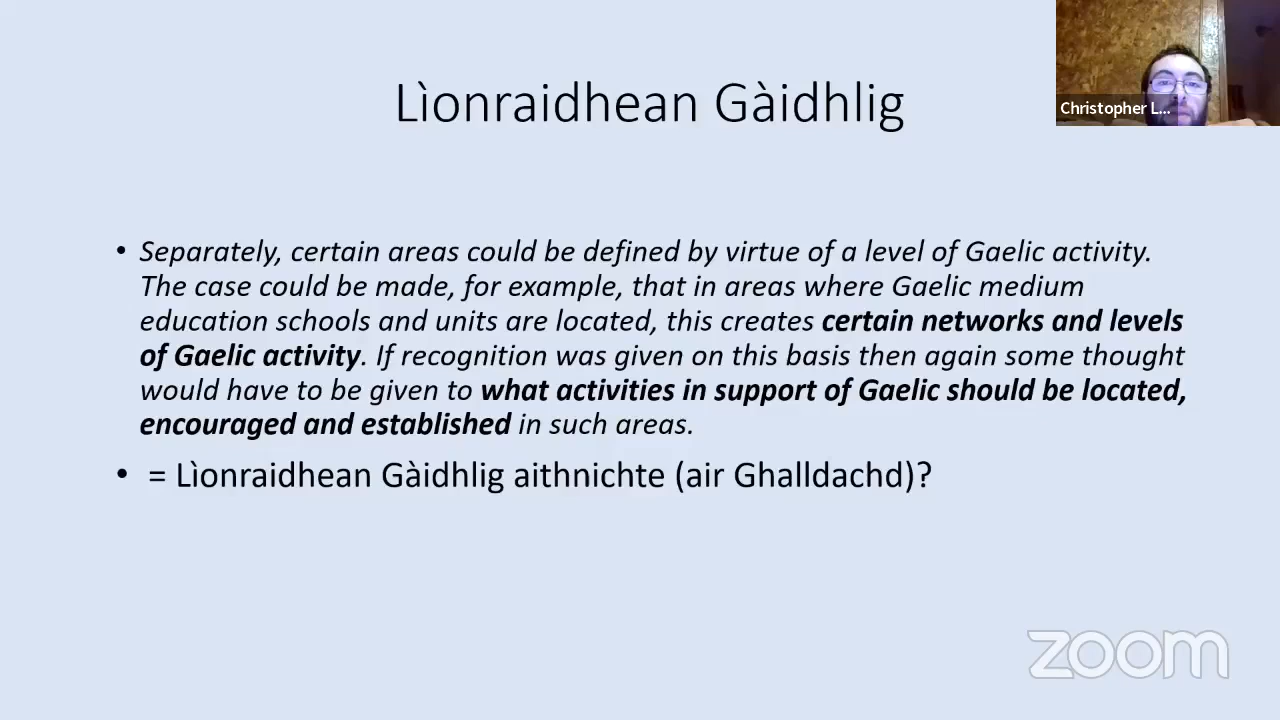 Lìonraidhean Gàidhlig
Christopher L...
• Separately, certain areas could be defined by virtue of a level of Gaelic activity.
The case could be made, for example, that in areas where Gaelic medium
education schools and units are located, this creates certain networks and levels
of Gaelic activity. If recognition was given on this basis then again some thought
would have to be given to what activities in support of Gaelic should be located,
encouraged and established in such areas.
• = Lìonraidhean Gàidhlig aithnichte (air Ghalldachd)?
zoom